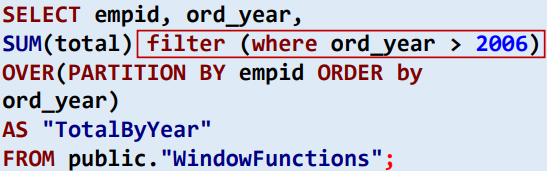 SELECT empid, ord_year,
SUM(total) filter (where ord_year > 2006)
OVER(PARTITION BY empid ORDER by
ord_year)
AS "TotalByYear"
FROM public."WindowFunctions";